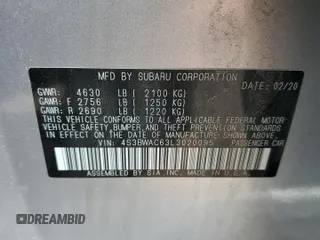 MFD BY SUBARU CORPORATION
GVWR: 4630 LB ( 2100 KG) DATE: 02/20
GAWR: F 2756 LB ( 1250 KG)
GAWR: R 2690 LB ( 1220 KG)
THIS VEHICLE CONFORMS TO ALL APPLICABLE FEDERAL MOTOR
VEHICLE SAFETY, BUMPER, AND THEFT PREVENTION STANDARDS
IN EFFECT ON THE DATE OF MANUFACTURE SHOWN ABOVE.
VIN: 4S3BWAC63L3020095 PASSENGER CAR
ASSEMBLED BY SIA INC. MADE IN U.S.A.
DREAMBID